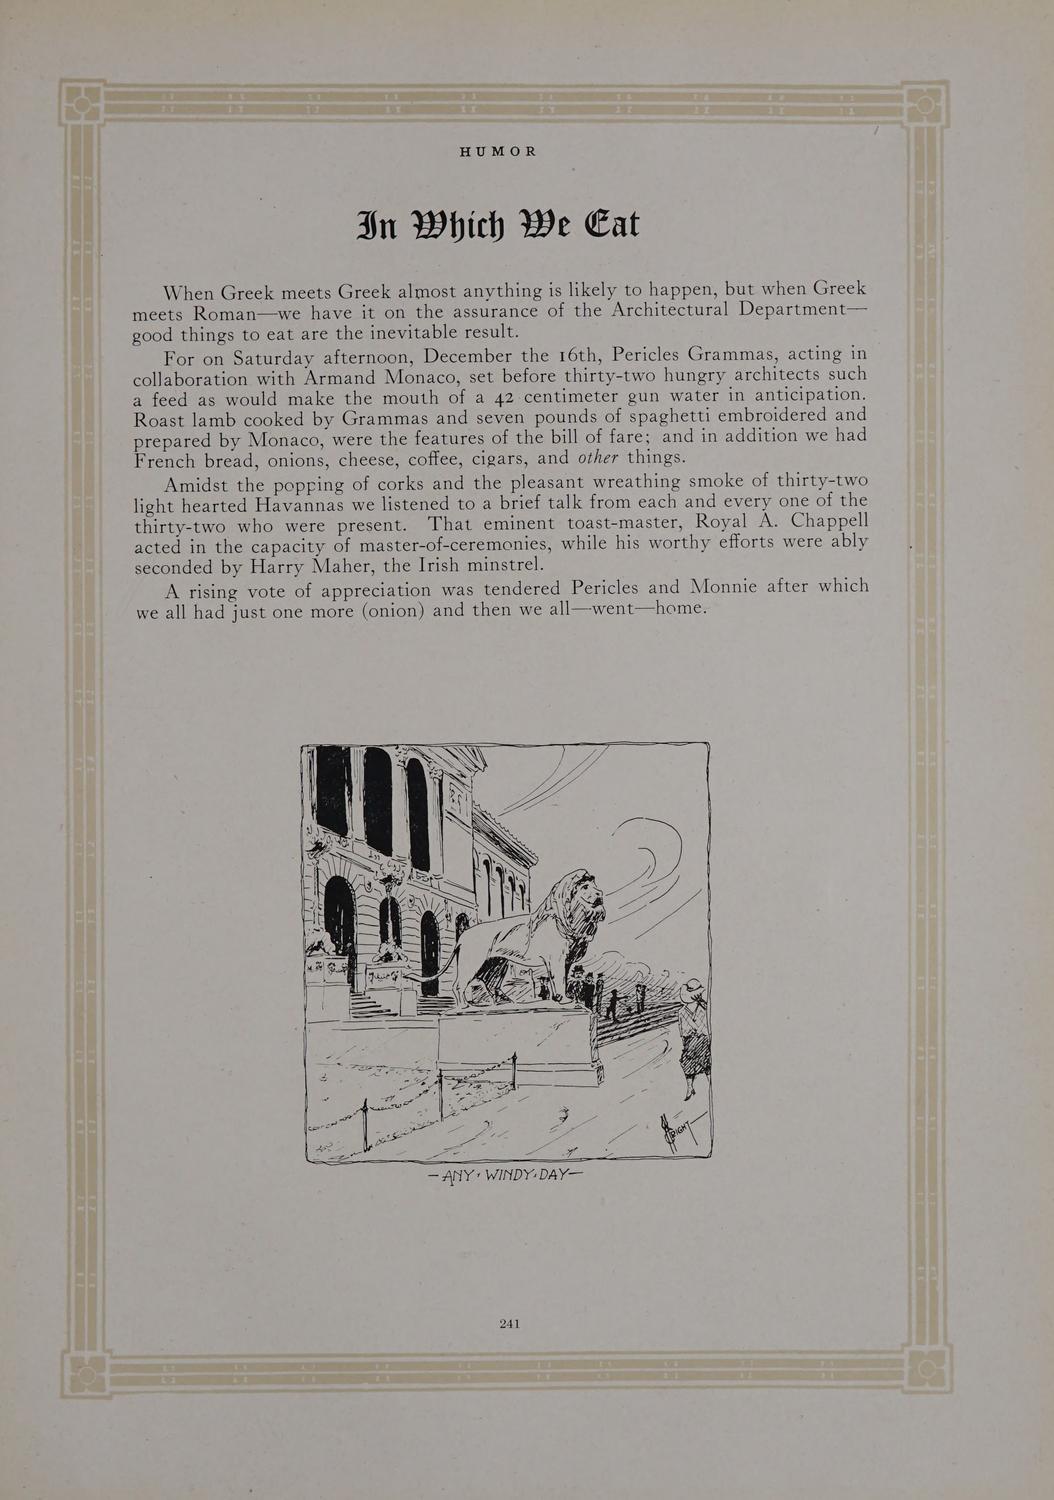 HUMOR
In Which We Eat
When Greek meets Greek almost anything is likely to happen, but when Greek
meets Roman—we have it on the assurance of the Architectural Department—
good things to eat are the inevitable result.
For on Saturday afternoon, December the 16th, Pericles Grammas, acting in
collaboration with Armand Monaco, set before thirty-two hungry architects such
a feed as would make the mouth of a 42 centimeter gun water in anticipation.
Roast lamb cooked by Grammas and seven pounds of spaghetti embroidered and
prepared by Monaco, were the features of the bill of fare; and in addition we had
French bread, onions, cheese, coffee, cigars, and other things.
Amidst the popping of corks and the pleasant wreathing smoke of thirty-two
light hearted Havannas we listened to a brief talk from each and every one of the
thirty-two who were present. That eminent toast-master, Royal A. Chappell
acted in the capacity of master-of-ceremonies, while his worthy efforts were ably
seconded by Harry Maher, the Irish minstrel.
A rising vote of appreciation was tendered Pericles and Monnie after which
we all had just one more (onion) and then we all—went—home.
—ANY·WINDY·DAY—
241